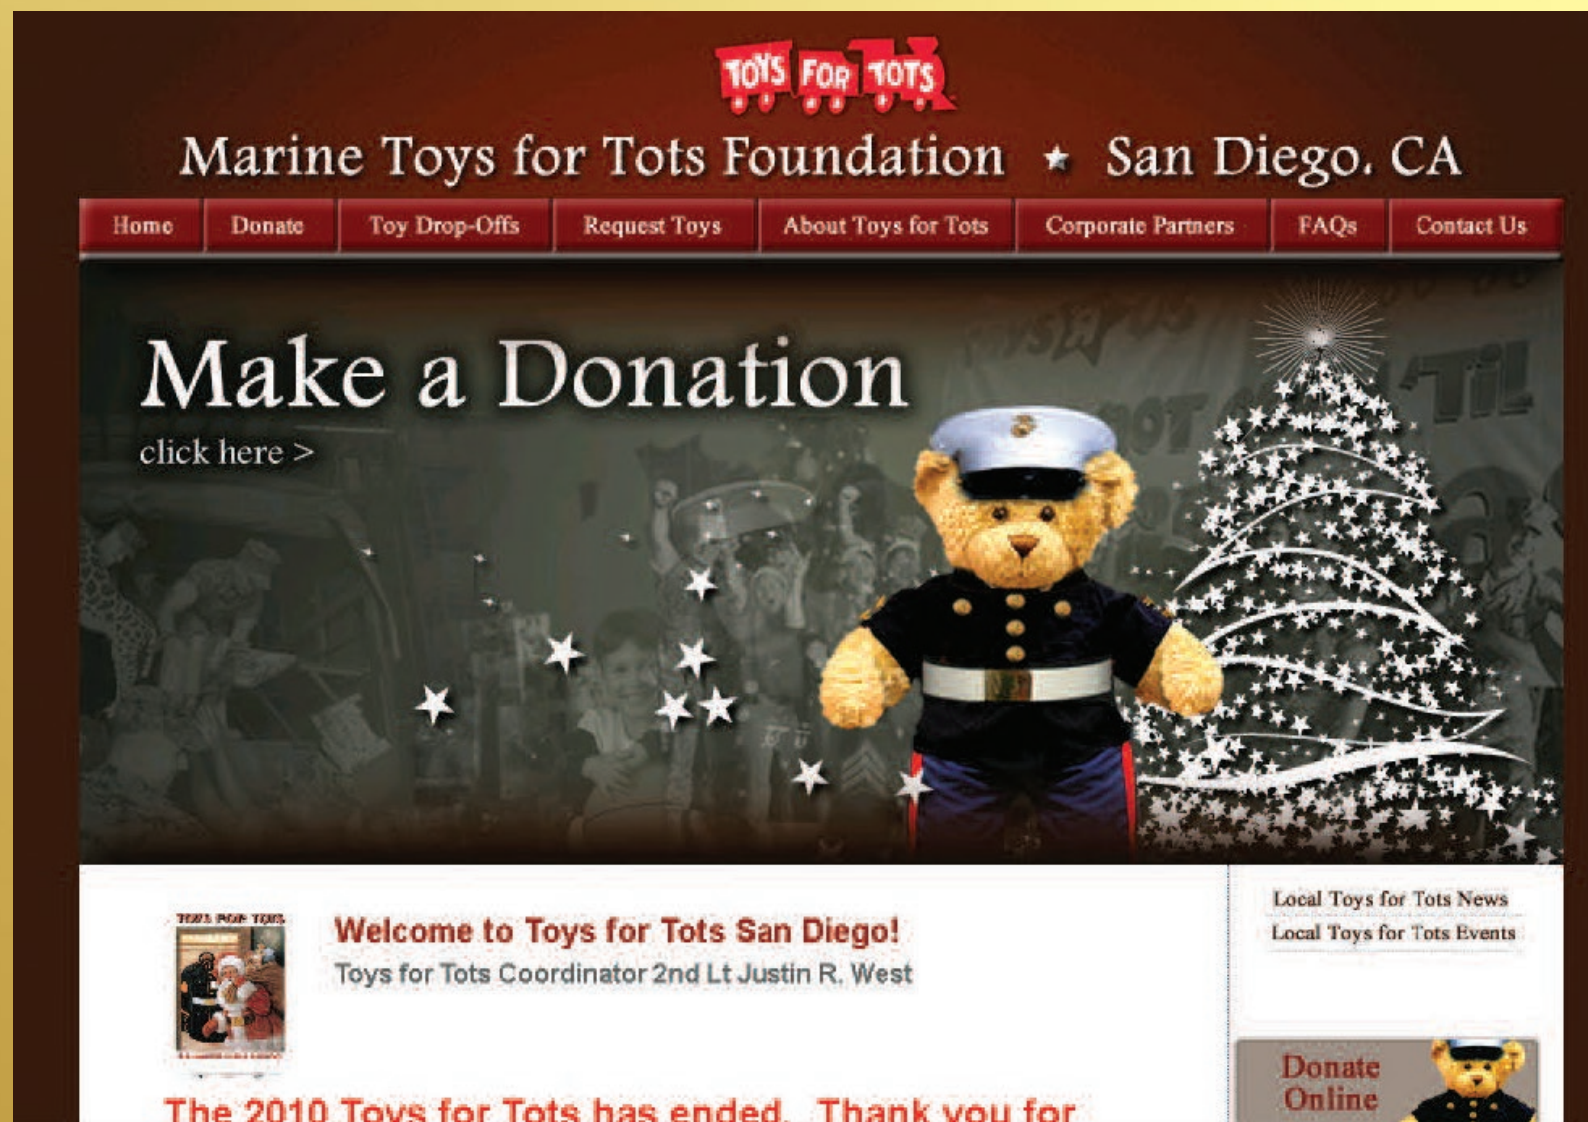 TOYS FOR TOTS
Marine Toys for Tots Foundation ★ San Diego, CA
Home Donate Toy Drop-Offs Request Toys About Toys for Tots Corporate Partners FAQs Contact Us
Make a Donation
click here >
TOYS FOR TOTS
Welcome to Toys for Tots San Diego!
Toys for Tots Coordinator 2nd Lt Justin R. West
The 2010 Toys for Tots has ended. Thank you for
Local Toys for Tots News
Local Toys for Tots Events
Donate
Online